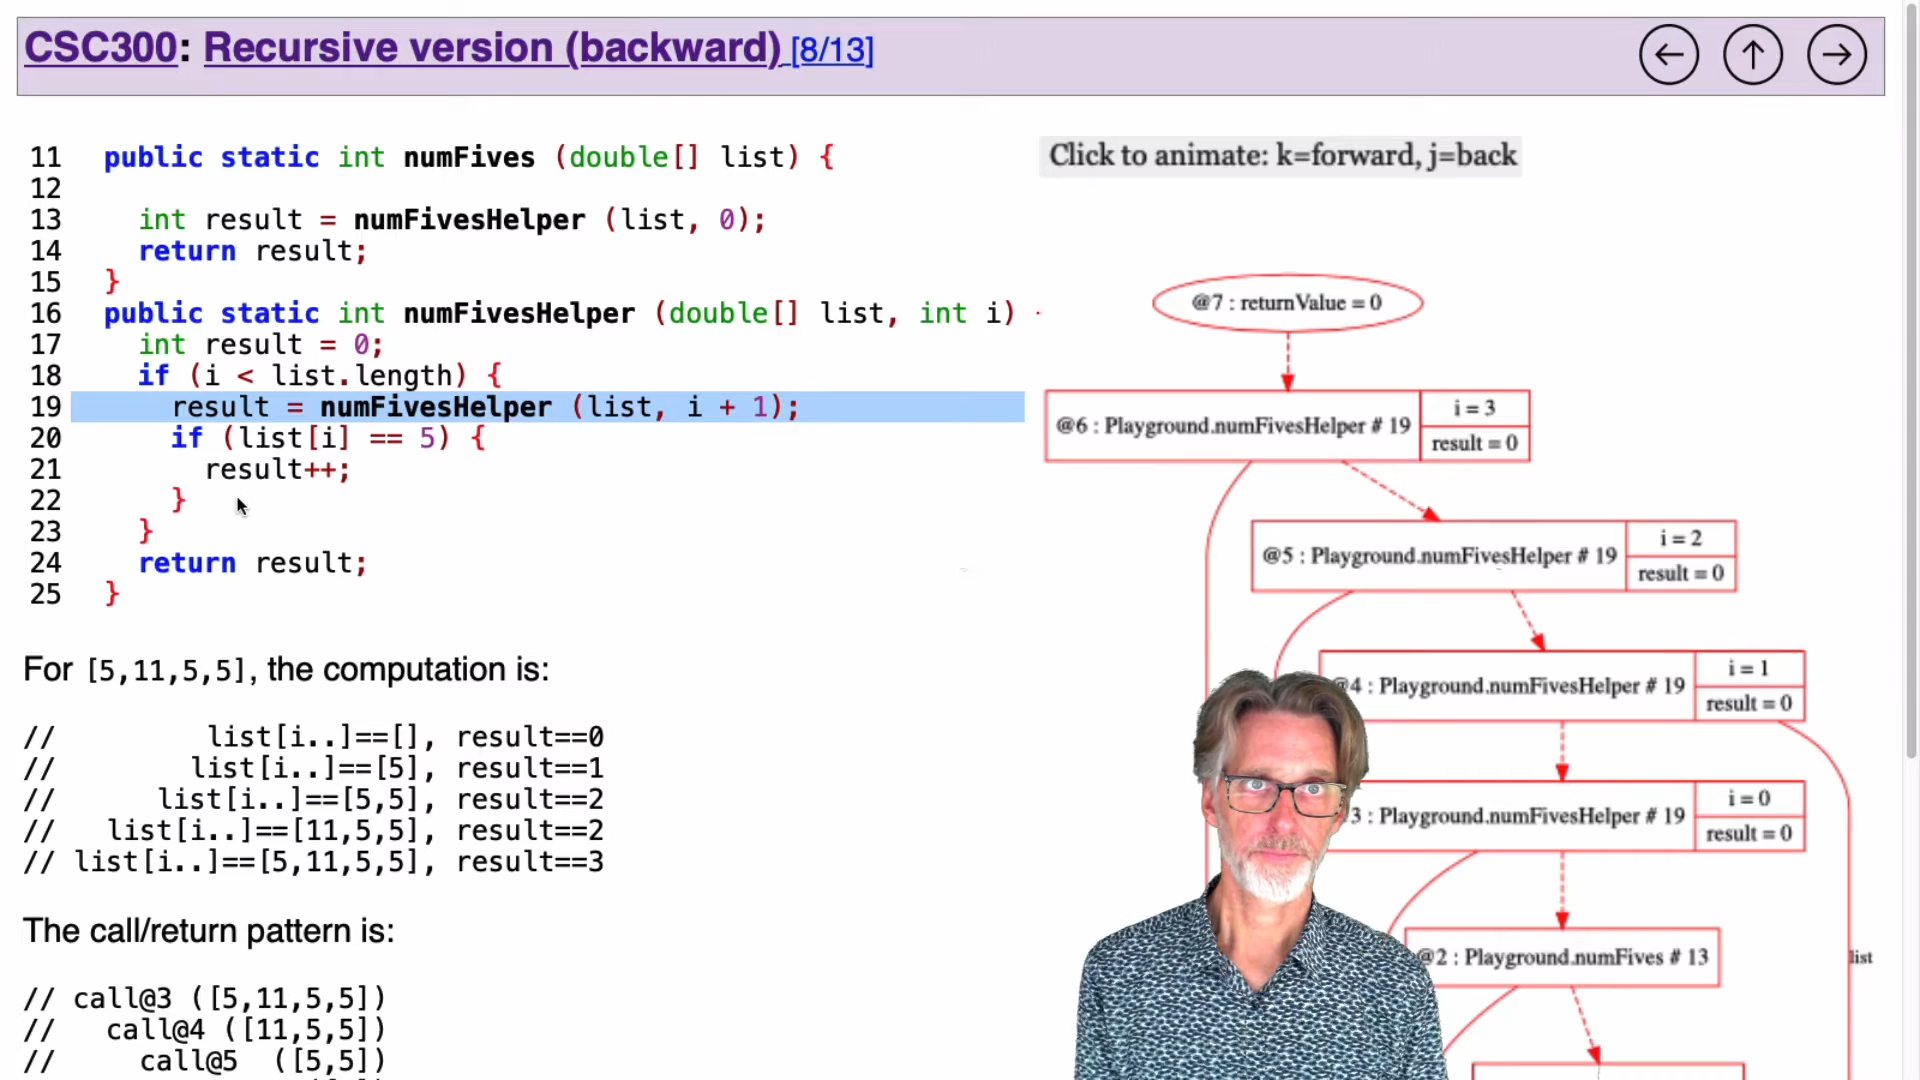 CSC300: Recursive version (backward) [8/13]
11 public static int numFives (double[] list) {
12
13 int result = numFivesHelper (list, 0);
14 return result;
15 }
16 public static int numFivesHelper (double[] list, int i)
17 int result = 0;
18 if (i < list.length) {
19 result = numFivesHelper (list, i + 1);
20 if (list[i] == 5) {
21 result++;
22 }
23 }
24 return result;
25 }
For [5,11,5,5], the computation is:
// list[i..]==[], result==0
// list[i..]==[5], result==1
// list[i..]==[5,5], result==2
// list[i..]==[11,5,5], result==2
// list[i..]==[5,11,5,5], result==3
The call/return pattern is:
// call@3 ([5,11,5,5])
// call@4 ([11,5,5])
// call@5 ([5,5])
Click to animate: k=forward, j=back
@7 : returnValue = 0
@6 : Playground.numFivesHelper # 19
i = 3
result = 0
@5 : Playground.numFivesHelper # 19
i = 2
result = 0
4 : Playground.numFivesHelper # 19
i = 1
result = 0
3 : Playground.numFivesHelper # 19
i = 0
result = 0
@2 : Playground.numFives # 13
list